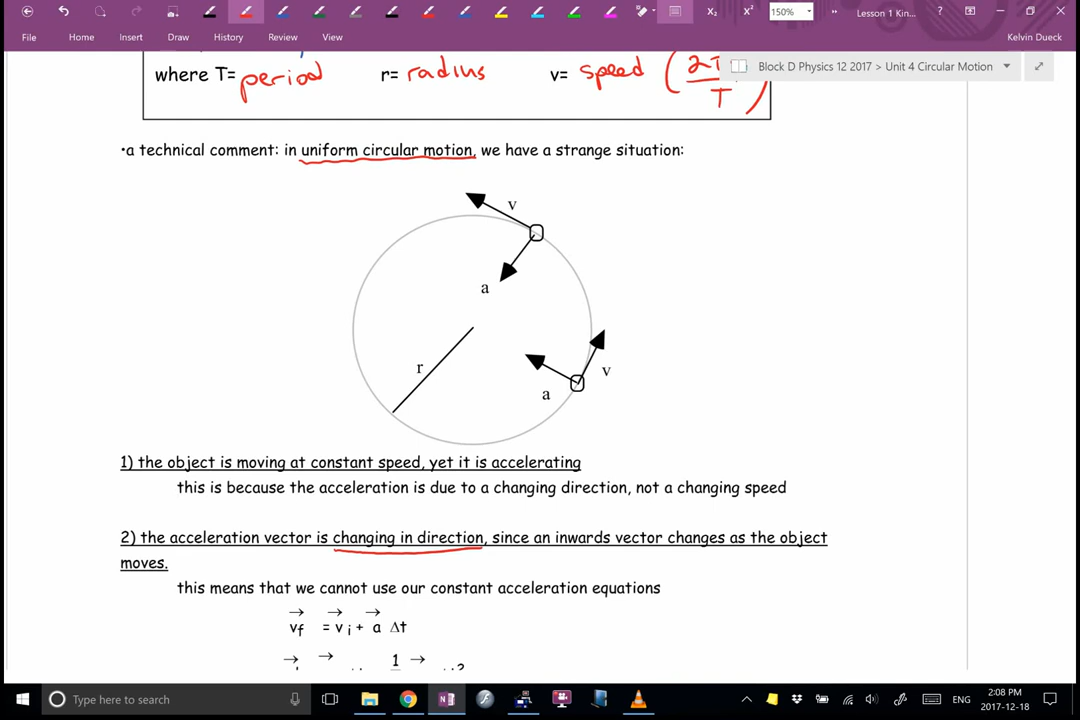 X₂ X² 150% Lesson 1 Kin... ?
File Home Insert Draw History Review View Kelvin Dueck
Block D Physics 12 2017 > Unit 4 Circular Motion
where T= period r= radius v= speed (2π/T)
•a technical comment: in uniform circular motion, we have a strange situation:
v
a
r
v
a
1) the object is moving at constant speed, yet it is accelerating
this is because the acceleration is due to a changing direction, not a changing speed
2) the acceleration vector is changing in direction, since an inwards vector changes as the object
moves.
this means that we cannot use our constant acceleration equations
vf = vi + a Δt
1
Type here to search
ENG
2:08 PM
2017-12-18